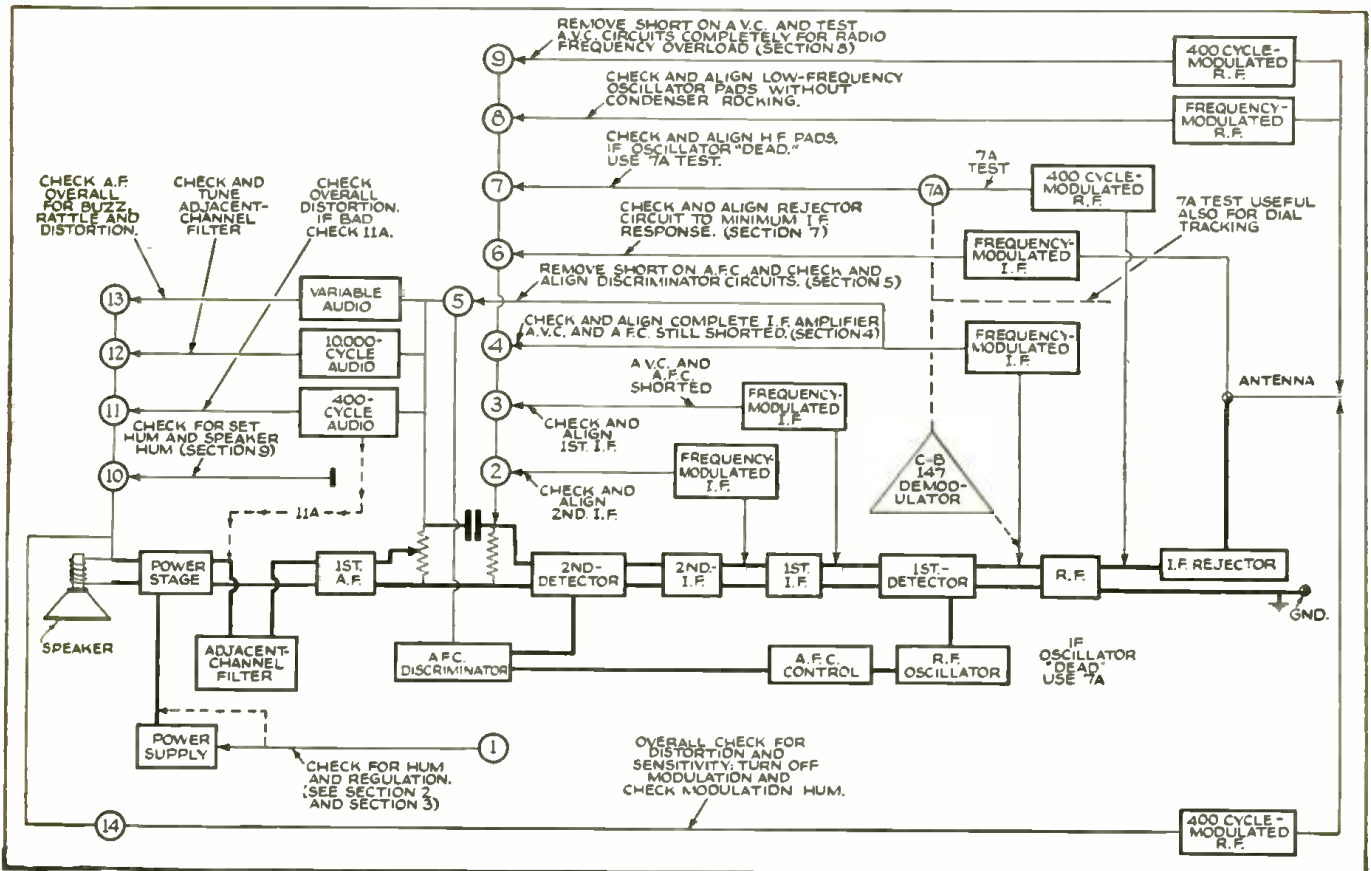 REMOVE SHORT ON A.V.C. AND TEST
A.V.C. CIRCUITS COMPLETELY FOR RADIO
FREQUENCY OVERLOAD (SECTION 8)
9
400 CYCLE-
MODULATED
R.F.
CHECK AND ALIGN LOW-FREQUENCY
OSCILLATOR PADS WITHOUT
CONDENSER ROCKING.
8
FREQUENCY-
MODULATED
R.F.
CHECK AND ALIGN H.F. PADS.
IF OSCILLATOR "DEAD."
USE 7A TEST.
7
7A
7A
TEST
400 CYCLE-
MODULATED
R.F.
7A TEST USEFUL
ALSO FOR DIAL
TRACKING
CHECK A.F.
OVERALL
FOR BUZZ,
RATTLE AND
DISTORTION.
CHECK AND
TUNE
ADJACENT-
CHANNEL
FILTER
CHECK
OVERALL
DISTORTION.
IF BAD
CHECK 11A.
CHECK AND ALIGN REJECTOR
CIRCUIT TO MINIMUM I.F.
RESPONSE. (SECTION 7)
6
FREQUENCY-
MODULATED
I.F.
REMOVE SHORT ON A.F.C. AND CHECK AND
ALIGN DISCRIMINATOR CIRCUITS. (SECTION 5)
13
VARIABLE
AUDIO
5
CHECK AND ALIGN COMPLETE I.F. AMPLIFIER
A.V.C. AND A.F.C. STILL SHORTED. (SECTION 4)
4
FREQUENCY-
MODULATED
I.F.
12
10,000-
CYCLE
AUDIO
A.V.C. AND
A.F.C.
SHORTED
ANTENNA
11
400-
CYCLE
AUDIO
3
FREQUENCY-
MODULATED
I.F.
CHECK AND
ALIGN
1ST. I.F.
CHECK FOR SET
HUM AND SPEAKER
HUM (SECTION 9)
10
2
FREQUENCY-
MODULATED
I.F.
CHECK AND
ALIGN
2ND. I.F.
C-B
147
DEMOD-
ULATOR
11A
POWER
STAGE
1ST.
A.F.
2ND-
DETECTOR
2ND-
I.F.
1ST.
I.F.
1ST.-
DETECTOR
R.F.
I.F. REJECTOR
GND.
SPEAKER
ADJACENT-
CHANNEL
FILTER
A.F.C.
DISCRIMINATOR
A.F.C.
CONTROL
R.F.
OSCILLATOR
IF
OSCILLATOR
"DEAD"
USE 7A
POWER
SUPPLY
1
CHECK FOR HUM
AND REGULATION.
(SEE SECTION 2
AND SECTION 3)
OVERALL CHECK FOR
DISTORTION AND
SENSITIVITY: TURN OFF
MODULATION AND
CHECK MODULATION HUM.
14
400 CYCLE-
MODULATED
R.F.